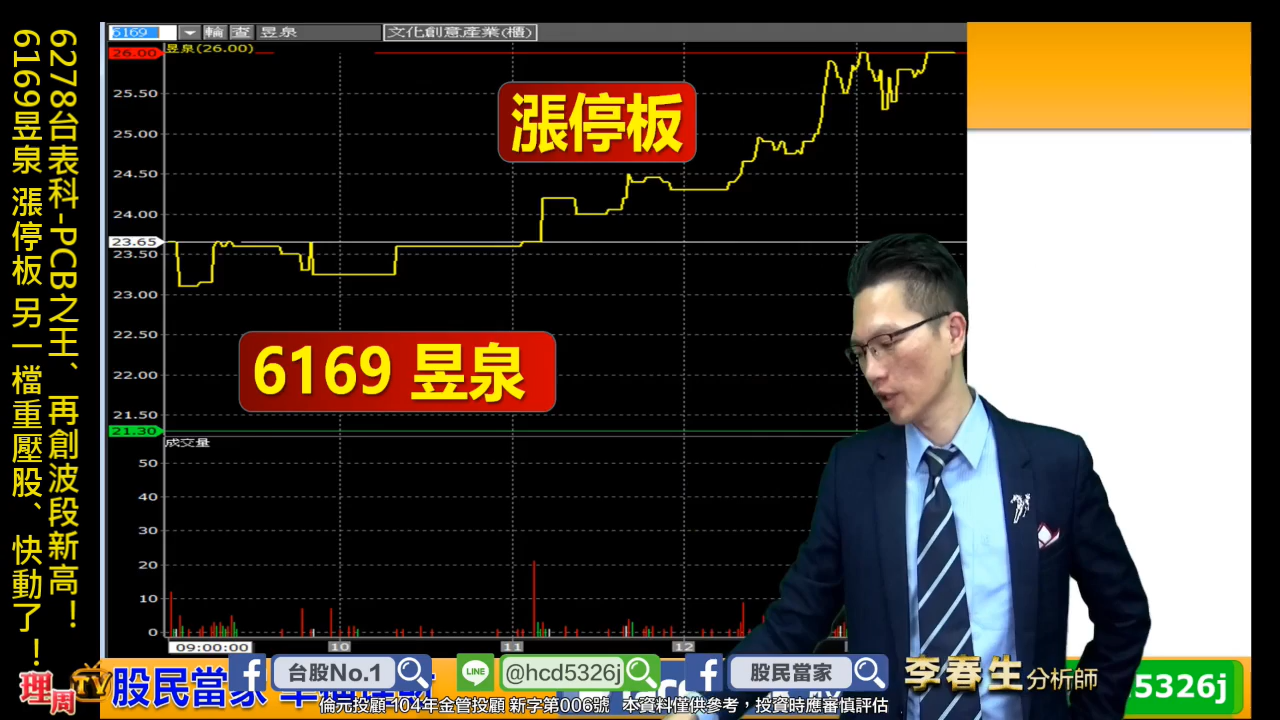 6278台表科-PCB之王、再創波段新高！
6169昱泉 漲停板 另一檔重壓股、快動了！
6169 輪 查 昱泉 文化創意產業(櫃)
昱泉(26.00)
26.00
25.50
25.00
24.50
24.00
23.65
23.50
23.00
22.50
22.00
21.50
21.30
漲停板
6169 昱泉
成交量
50
40
30
20
10
0
09:00:00 10 11 12
理周TV
股民當家
台股No.1
LINE @hcd5326j
股民當家
李春生分析師
5326j
倫元投顧 104年金管投顧 新字第006號 本資料僅供參考，投資時應審慎評估